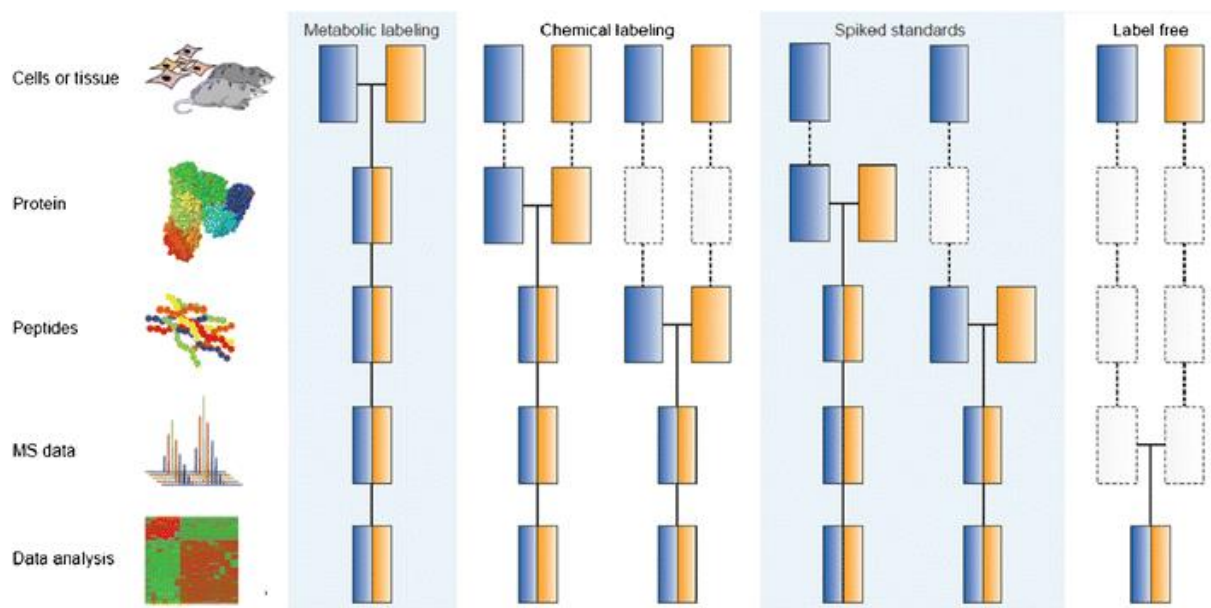 Metabolic labeling
Chemical labeling
Spiked standards
Label free
Cells or tissue
Protein
Peptides
MS data
Data analysis